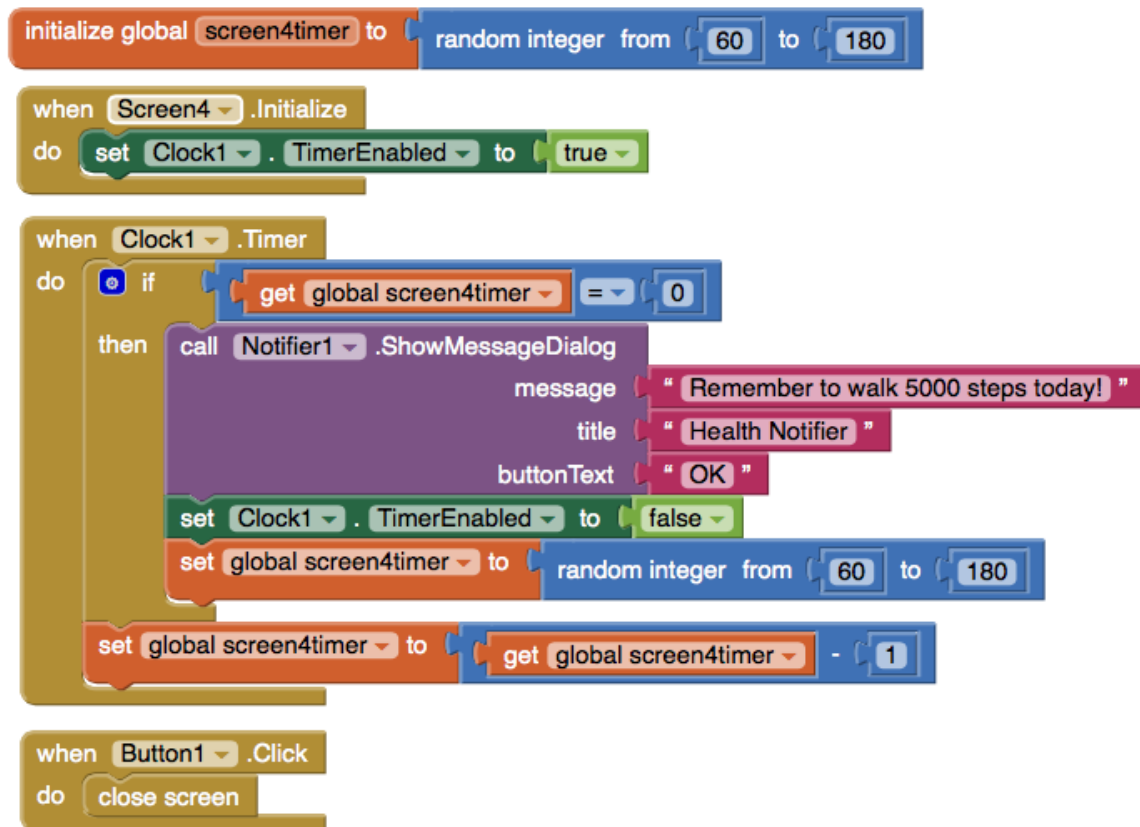 initialize global screen4timer to random integer from 60 to 180
when Screen4 .Initialize
do set Clock1 . TimerEnabled to true
when Clock1 .Timer
do if get global screen4timer = 0
then call Notifier1 .ShowMessageDialog
message " Remember to walk 5000 steps today! "
title " Health Notifier "
buttonText " OK "
set Clock1 . TimerEnabled to false
set global screen4timer to random integer from 60 to 180
set global screen4timer to get global screen4timer - 1
when Button1 .Click
do close screen